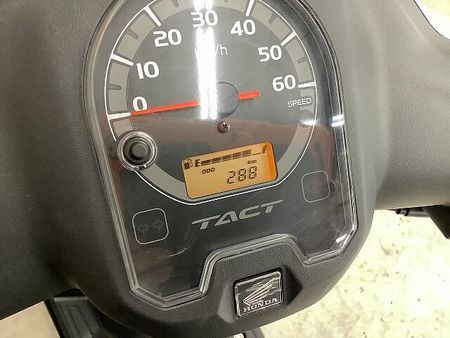 0
10
20
30
40
50
60
km/h
SPEED
E F
ODO km
288
TACT
HONDA